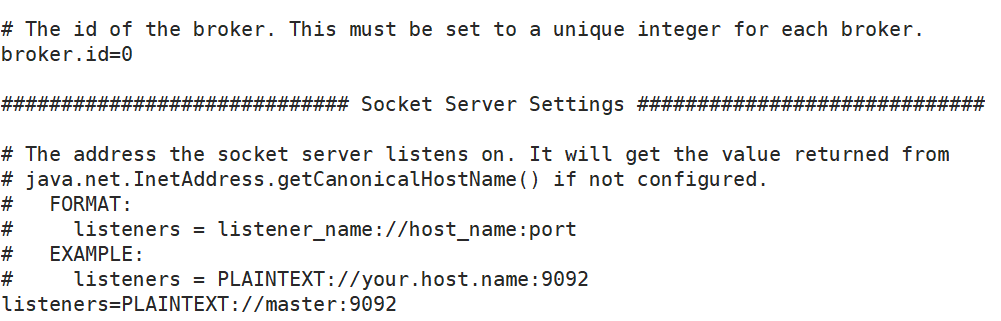 # The id of the broker. This must be set to a unique integer for each broker.
broker.id=0
############################# Socket Server Settings #############################
# The address the socket server listens on. It will get the value returned from
# java.net.InetAddress.getCanonicalHostName() if not configured.
#   FORMAT:
#     listeners = listener_name://host_name:port
#   EXAMPLE:
#     listeners = PLAINTEXT://your.host.name:9092
listeners=PLAINTEXT://master:9092